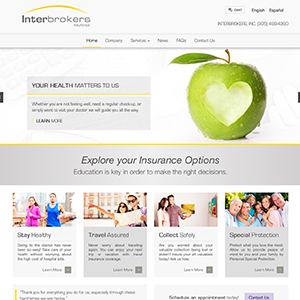 Interbrokers
insurance
English Español
INTERBROKERS, INC. (305) 469-4360
Home Company Services News FAQs Contact Us
YOUR HEALTH MATTERS TO US
Whether you are not feeling well, need a regular checkup, or
simply want to visit your doctor we will guide you all the way.
LEARN MORE
Explore your Insurance Options
Education is key in order to make the right decisions.
Stay Healthy
Going to the doctor has never
been so easy! Take care of your
health without worrying about
the high cost of hospital bills.
Learn More
Travel Assured
Never worry about traveling
again. You can enjoy your next
trip or vacation with travel
insurance coverage.
Learn More
Collect Safely
Are you worried about your
valuable collection being lost or
stolen? Insure your all valuables
today! Ask us how.
Learn More
Special Protection
Protect what you love the most.
Allow us to provide peace of
mind to you and your family by
Financial Special Protection.
Learn More
"Thank you for everything you do for us, especially through these
hard times we are facing."
Schedule an appointment today!